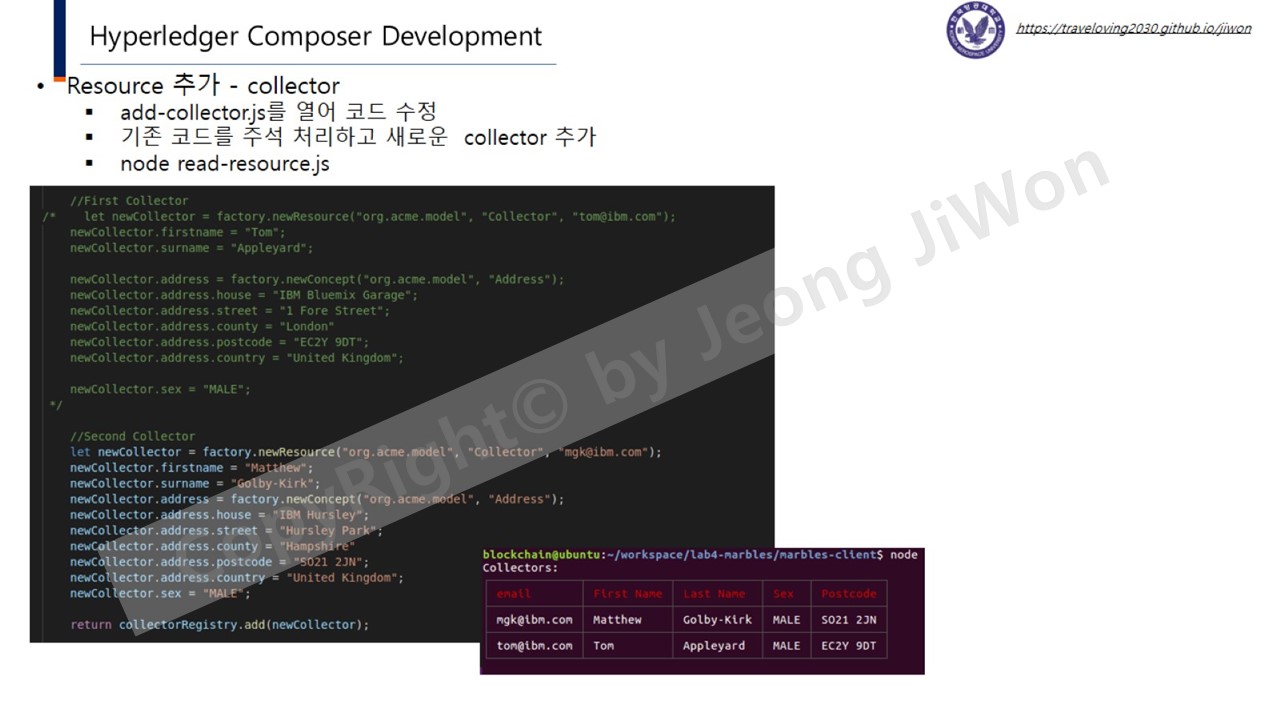 Hyperledger Composer Development
https://traveloving2030.github.io/jiwon
• Resource 추가 - collector
▪ add-collector.js를 열어 코드 수정
▪ 기존 코드를 주석 처리하고 새로운 collector 추가
▪ node read-resource.js
//First Collector
/* let newCollector = factory.newResource("org.acme.model", "Collector", "tom@ibm.com");
newCollector.firstname = "Tom";
newCollector.surname = "Appleyard";
newCollector.address = factory.newConcept("org.acme.model", "Address");
newCollector.address.house = "IBM Bluemix Garage";
newCollector.address.street = "1 Fore Street";
newCollector.address.county = "London"
newCollector.address.postcode = "EC2Y 9DT";
newCollector.address.country = "United Kingdom";
newCollector.sex = "MALE";
*/
//Second Collector
let newCollector = factory.newResource("org.acme.model", "Collector", "mgk@ibm.com");
newCollector.firstname = "Matthew";
newCollector.surname = "Golby-Kirk";
newCollector.address = factory.newConcept("org.acme.model", "Address");
newCollector.address.house = "IBM Hursley";
newCollector.address.street = "Hursley Park";
newCollector.address.county = "Hampshire"
newCollector.address.postcode = "SO21 2JN";
newCollector.address.country = "United Kingdom";
newCollector.sex = "MALE";
return collectorRegistry.add(newCollector);
blockchain@ubuntu:~/workspace/lab4-marbles/marbles-client$ node
Collectors:
email First Name Last Name Sex Postcode
mgk@ibm.com Matthew Golby-Kirk MALE SO21 2JN
tom@ibm.com Tom Appleyard MALE EC2Y 9DT
CopyRight© by Jeong JiWon